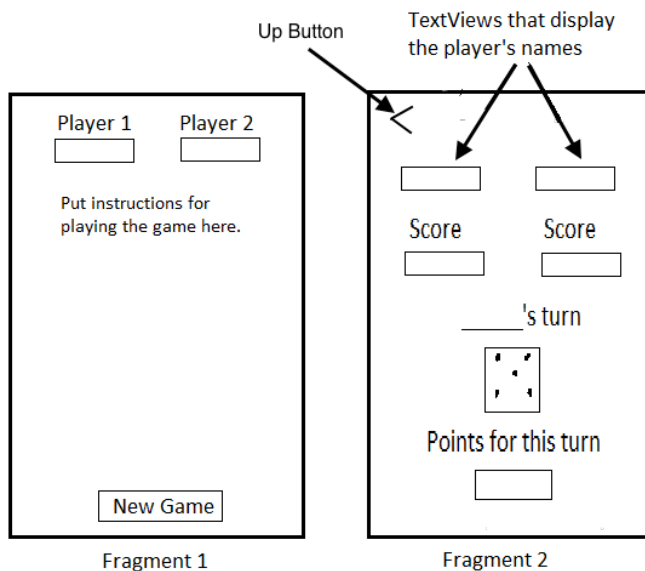 Up Button
TextViews that display
the player's names
Player 1 Player 2
Put instructions for
playing the game here.
New Game
Fragment 1
Score Score
_____'s turn
Points for this turn
Fragment 2